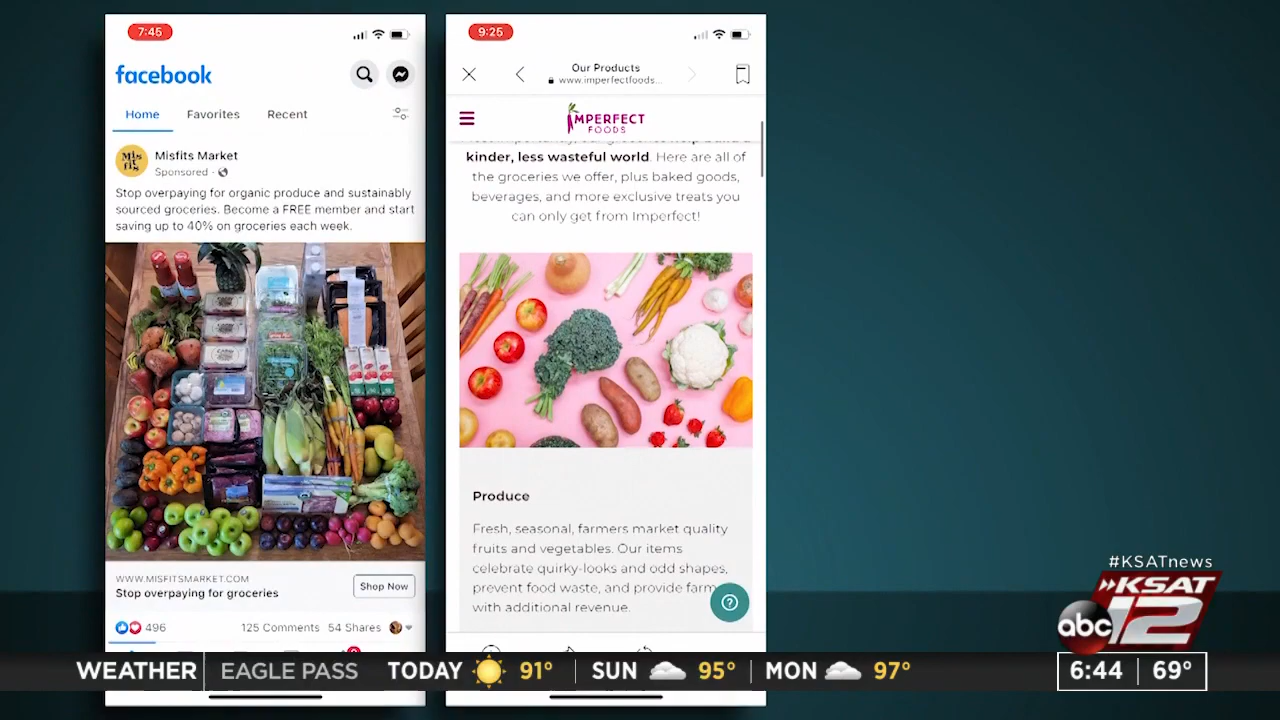 7:45
facebook
Home Favorites Recent
Mis
fits
Misfits Market
Sponsored ·
Stop overpaying for organic produce and sustainably
sourced groceries. Become a FREE member and start
saving up to 40% on groceries each week.
WWW.MISFITSMARKET.COM
Stop overpaying for groceries
Shop Now
496 125 Comments 54 Shares
9:25
Our Products
www.imperfectfoods...
IMPERFECT
FOODS
kinder, less wasteful world. Here are all of
the groceries we offer, plus baked goods,
beverages, and more exclusive treats you
can only get from Imperfect!
Produce
Fresh, seasonal, farmers market quality
fruits and vegetables. Our items
celebrate quirky-looks and odd shapes,
prevent food waste, and provide farm
with additional revenue.
#KSATnews
KSAT
abc 12
WEATHER EAGLE PASS TODAY 91° SUN 95° MON 97°
6:44 69°